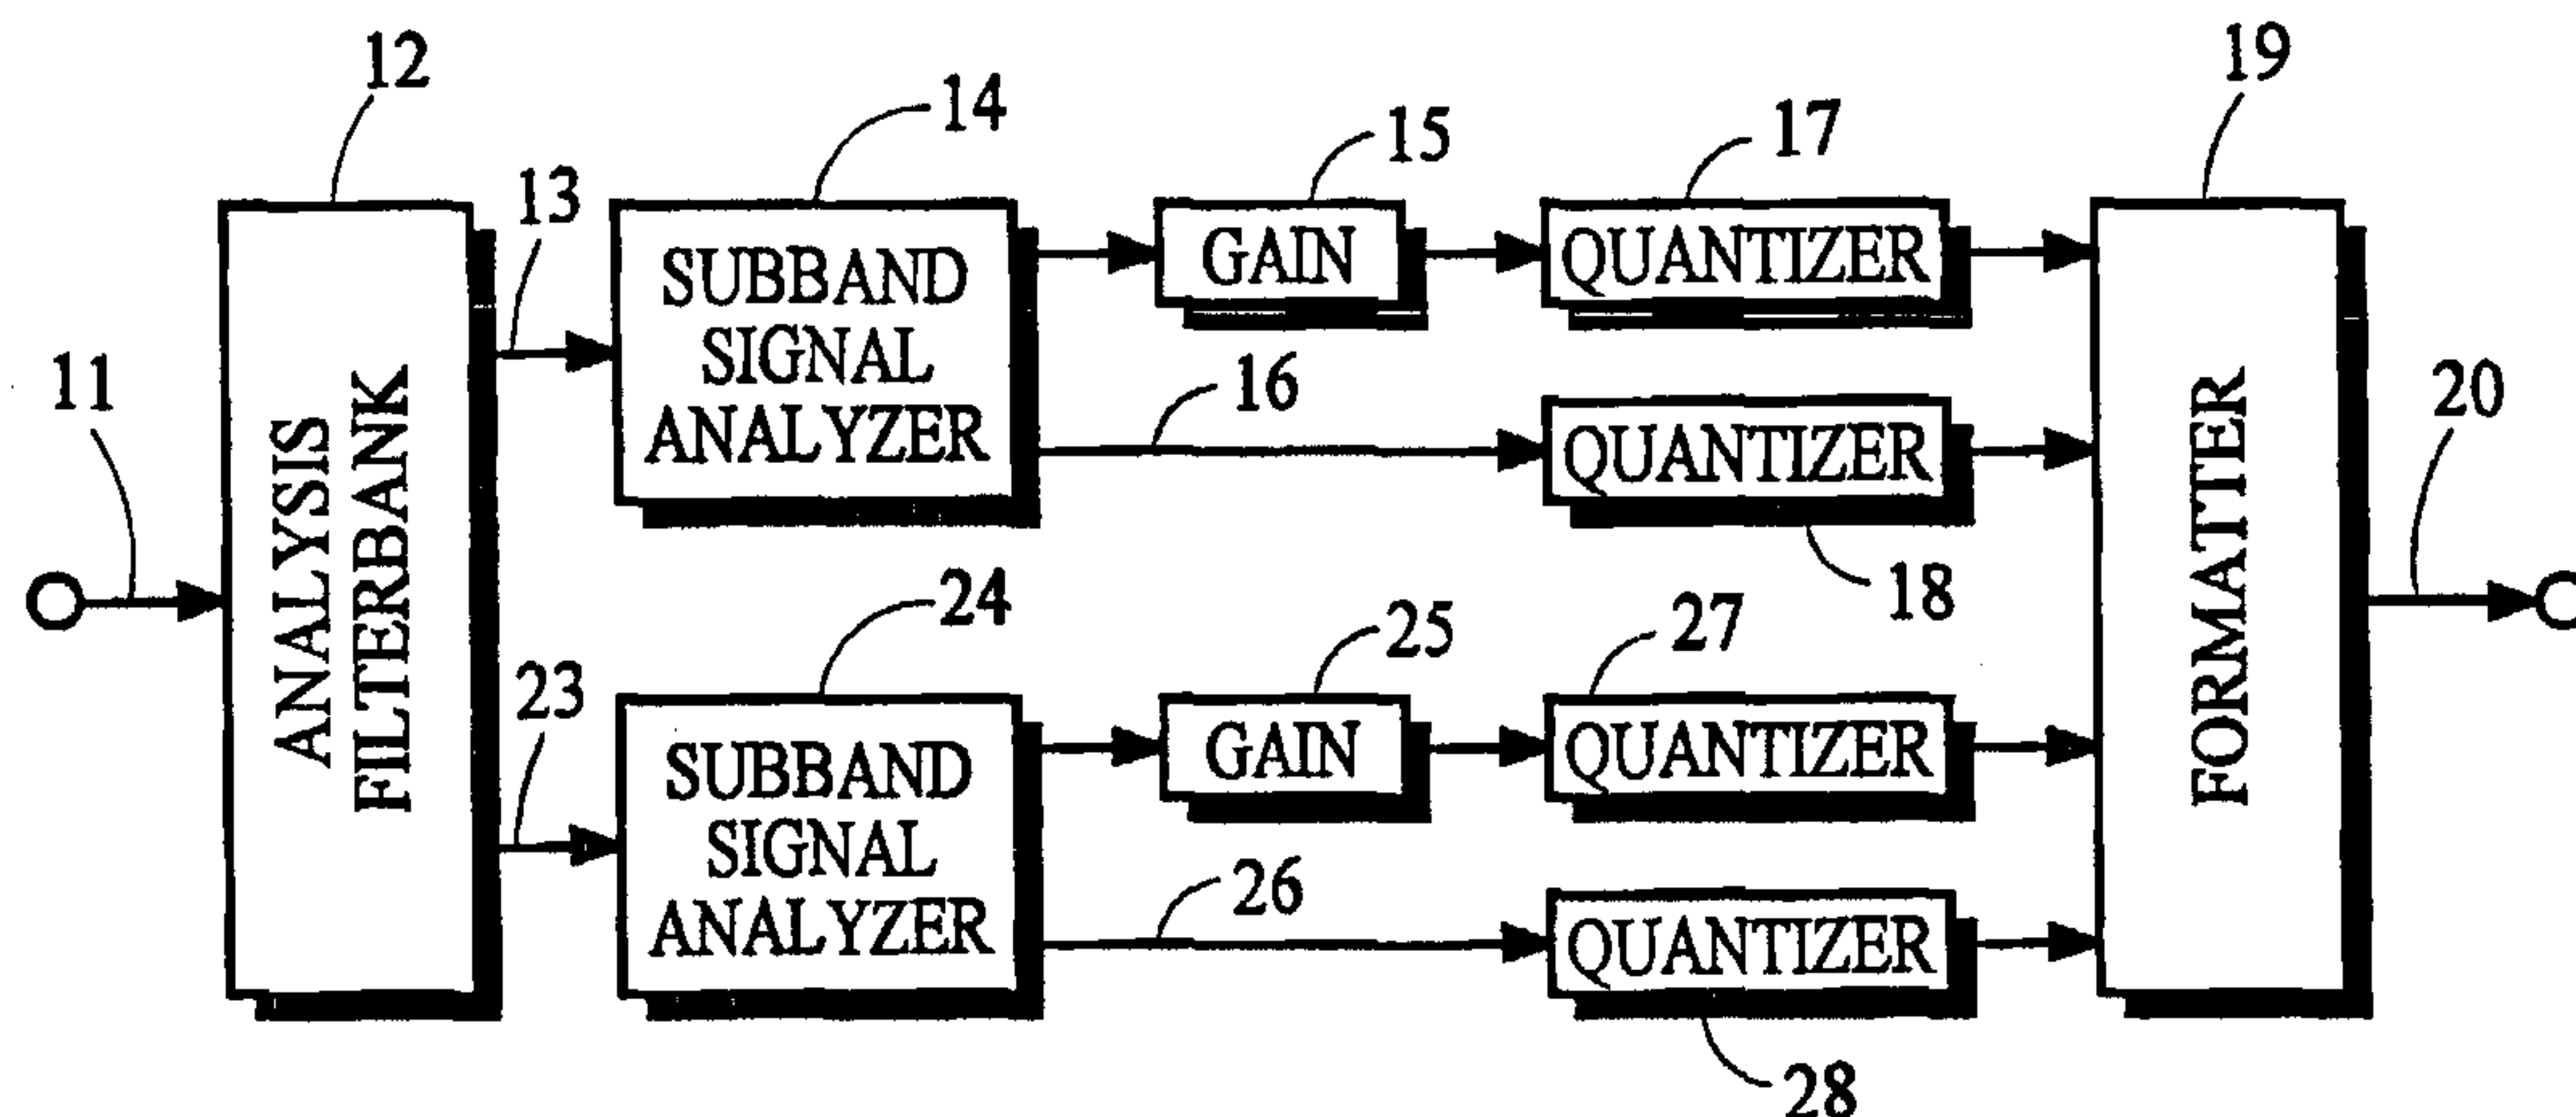 12
14
15
17
19
13
SUBBAND
SIGNAL
ANALYZER
GAIN
QUANTIZER
11
16
QUANTIZER
20
ANALYSIS
FILTERBANK
FORMATTER
18
24
25
27
23
SUBBAND
SIGNAL
ANALYZER
GAIN
QUANTIZER
26
QUANTIZER
28